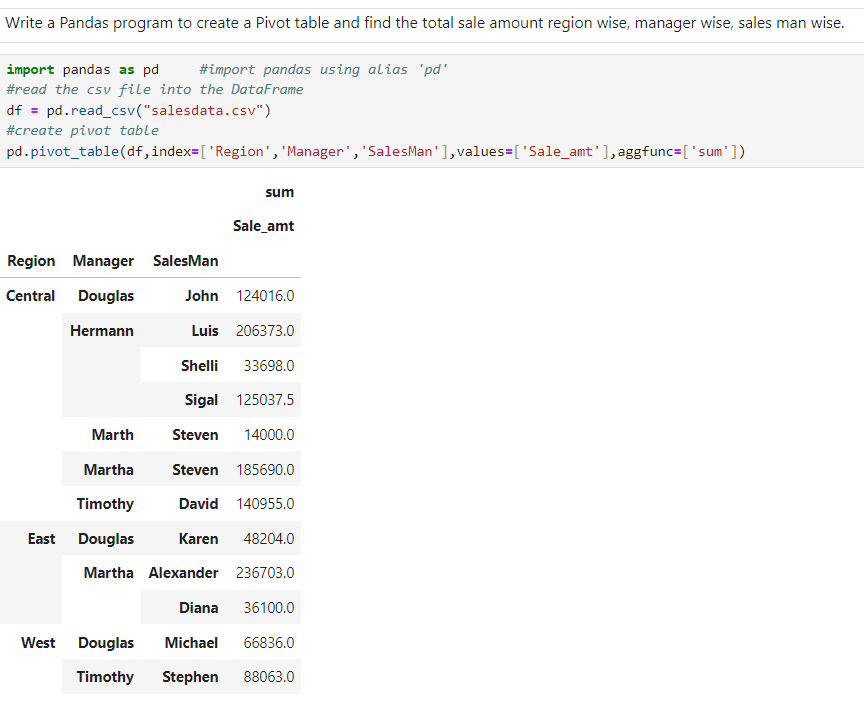 Write a Pandas program to create a Pivot table and find the total sale amount region wise, manager wise, sales man wise.
import pandas as pd     #import pandas using alias 'pd'
#read the csv file into the DataFrame
df = pd.read_csv("salesdata.csv")
#create pivot table
pd.pivot_table(df,index=['Region','Manager','SalesMan'],values=['Sale_amt'],aggfunc=['sum'])
sum
Sale_amt
Region Manager SalesMan
Central Douglas John 124016.0
Hermann Luis 206373.0
Shelli 33698.0
Sigal 125037.5
Marth Steven 14000.0
Martha Steven 185690.0
Timothy David 140955.0
East Douglas Karen 48204.0
Martha Alexander 236703.0
Diana 36100.0
West Douglas Michael 66836.0
Timothy Stephen 88063.0